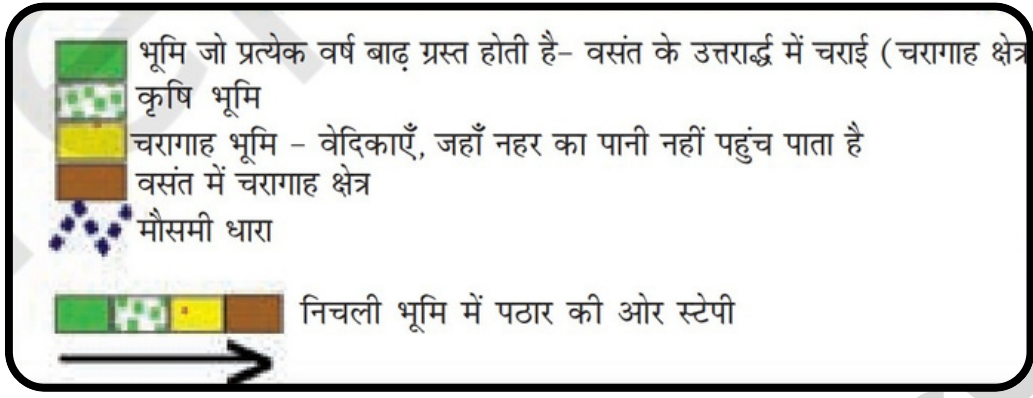 भूमि जो प्रत्येक वर्ष बाढ़ ग्रस्त होती है– वसंत के उत्तरार्द्ध में चराई (चरागाह क्षेत्र
कृषि भूमि
चरागाह भूमि – वेदिकाएँ, जहाँ नहर का पानी नहीं पहुंच पाता है
वसंत में चरागाह क्षेत्र
मौसमी धारा
निचली भूमि में पठार की ओर स्टेपी